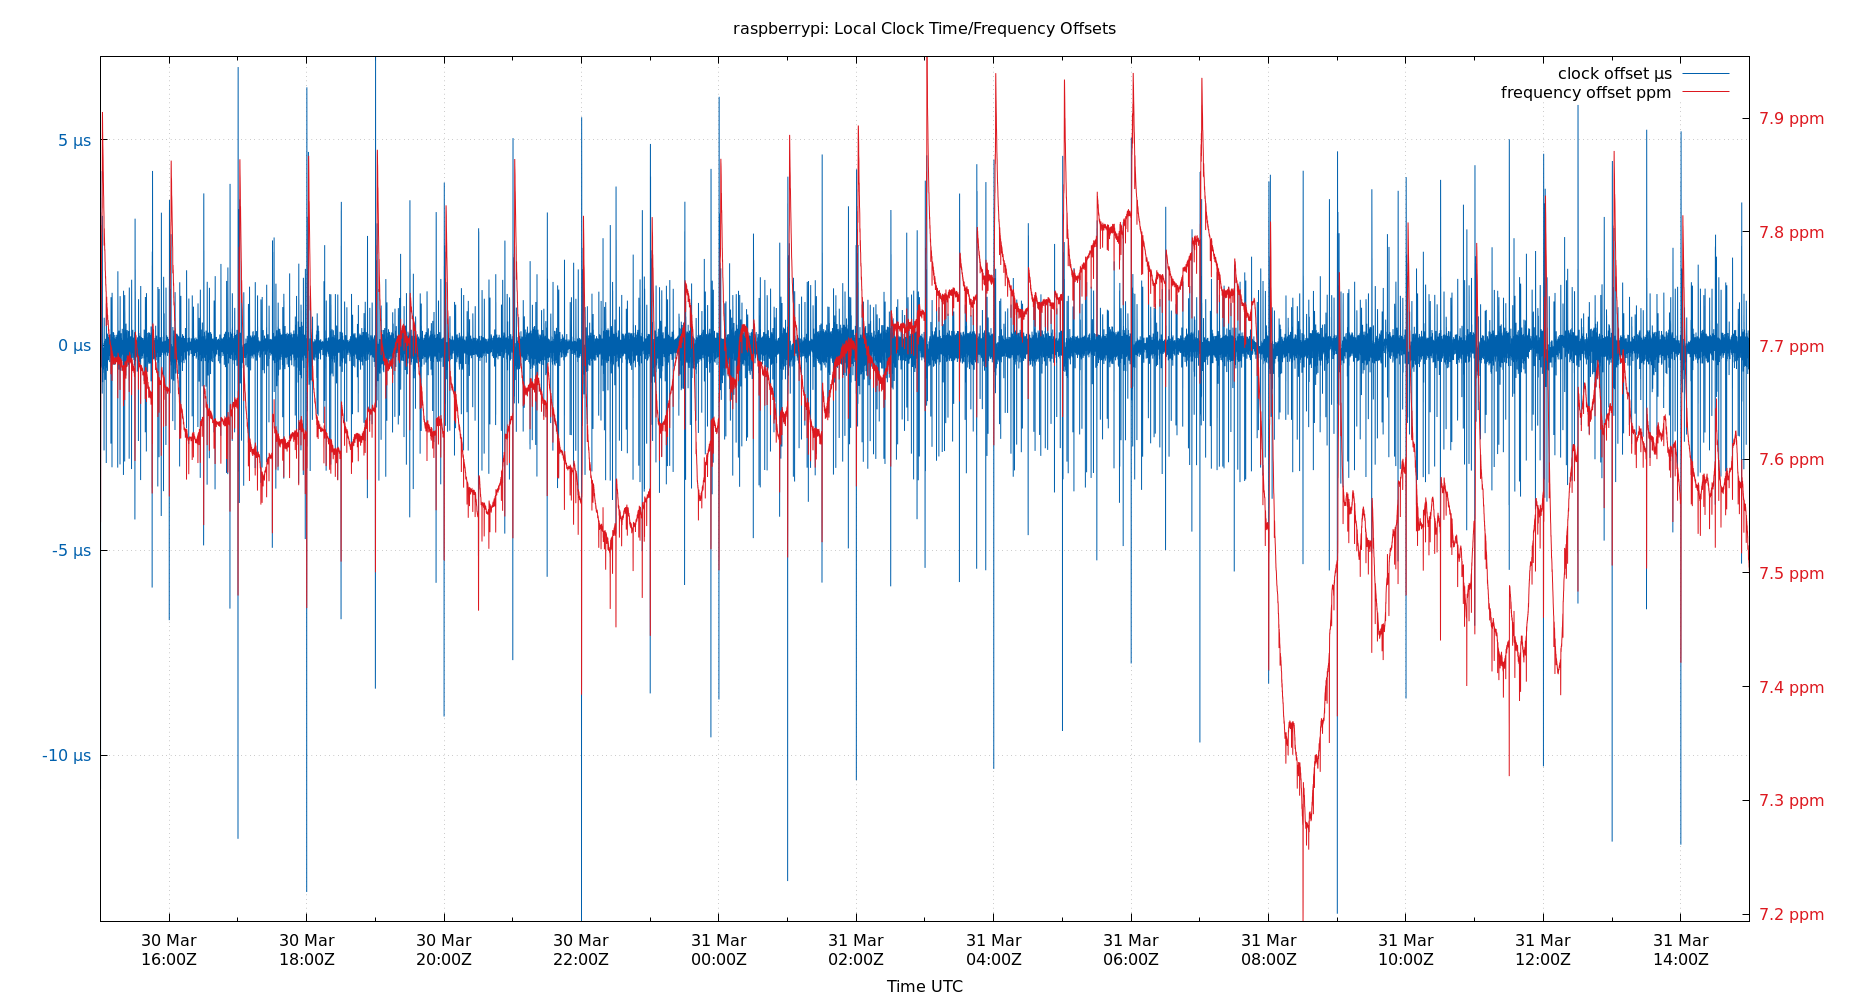 raspberrypi: Local Clock Time/Frequency Offsets
clock offset µs
frequency offset ppm
5 µs
0 µs
-5 µs
-10 µs
7.9 ppm
7.8 ppm
7.7 ppm
7.6 ppm
7.5 ppm
7.4 ppm
7.3 ppm
7.2 ppm
30 Mar 30 Mar 30 Mar 30 Mar 31 Mar 31 Mar 31 Mar 31 Mar 31 Mar 31 Mar 31 Mar 31 Mar
16:00Z 18:00Z 20:00Z 22:00Z 00:00Z 02:00Z 04:00Z 06:00Z 08:00Z 10:00Z 12:00Z 14:00Z
Time UTC